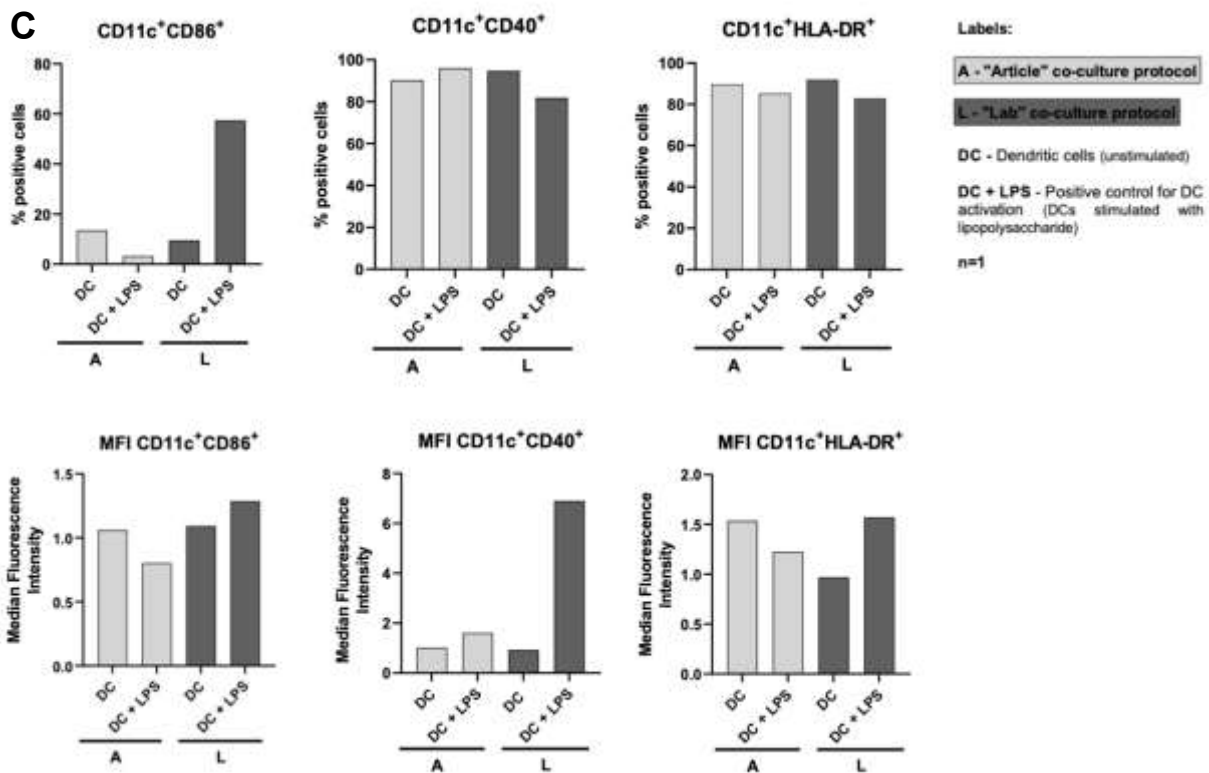 C
CD11c⁺CD86⁺
% positive cells
80
60
40
20
0
DC
DC + LPS
DC
DC + LPS
A
L
CD11c⁺CD40⁺
% positive cells
100
80
60
40
20
0
DC
DC + LPS
DC
DC + LPS
A
L
CD11c⁺HLA-DR⁺
% positive cells
100
80
60
40
20
0
DC
DC + LPS
DC
DC + LPS
A
L
Labels:
A - "Article" co-culture protocol
L - "Lab" co-culture protocol
DC - Dendritic cells (unstimulated)
DC + LPS - Positive control for DC
activation (DCs stimulated with
lipopolysaccharide)
n=1
MFI CD11c⁺CD86⁺
Median Fluorescence
Intensity
1.5
1.0
0.5
0.0
DC
DC + LPS
DC
DC + LPS
A
L
MFI CD11c⁺CD40⁺
Median Fluorescence
Intensity
8
6
4
2
0
DC
DC + LPS
DC
DC + LPS
A
L
MFI CD11c⁺HLA-DR⁺
Median Fluorescence
Intensity
2.0
1.5
1.0
0.5
0.0
DC
DC + LPS
DC
DC + LPS
A
L